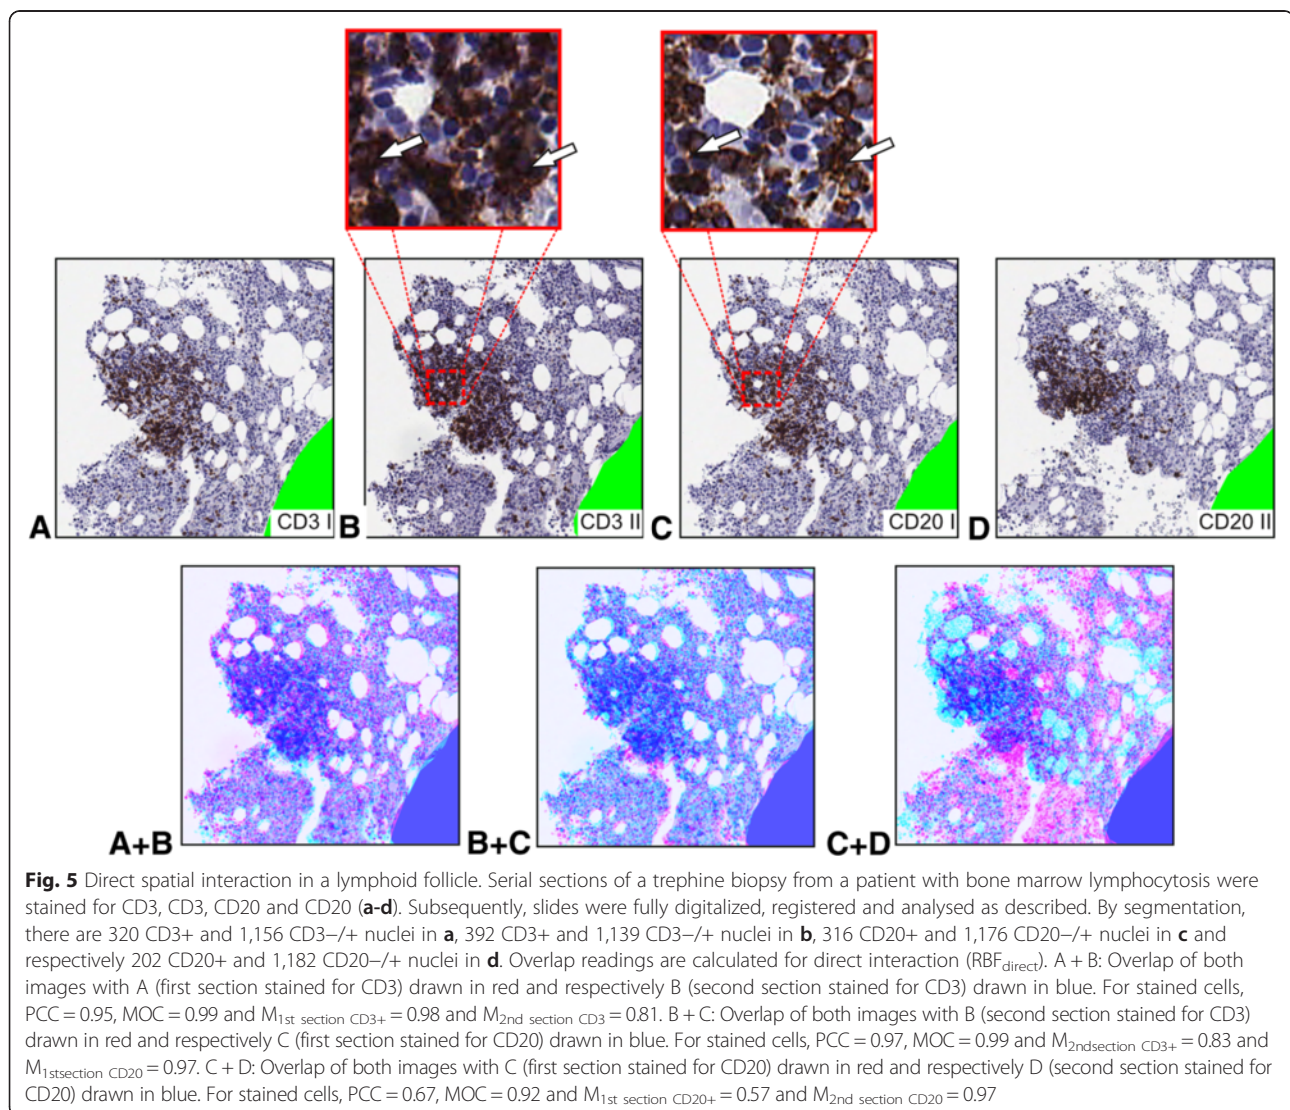 A
CD3 I
B
CD3 II
C
CD20 I
D
CD20 II
A+B
B+C
C+D
Fig. 5 Direct spatial interaction in a lymphoid follicle. Serial sections of a trephine biopsy from a patient with bone marrow lymphocytosis were
stained for CD3, CD3, CD20 and CD20 (a-d). Subsequently, slides were fully digitalized, registered and analysed as described. By segmentation,
there are 320 CD3+ and 1,156 CD3−/+ nuclei in a, 392 CD3+ and 1,139 CD3−/+ nuclei in b, 316 CD20+ and 1,176 CD20−/+ nuclei in c and
respectively 202 CD20+ and 1,182 CD20−/+ nuclei in d. Overlap readings are calculated for direct interaction (RBFdirect). A + B: Overlap of both
images with A (first section stained for CD3) drawn in red and respectively B (second section stained for CD3) drawn in blue. For stained cells,
PCC = 0.95, MOC = 0.99 and M1st section CD3+ = 0.98 and M2nd section CD3 = 0.81. B + C: Overlap of both images with B (second section stained for CD3)
drawn in red and respectively C (first section stained for CD20) drawn in blue. For stained cells, PCC = 0.97, MOC = 0.99 and M2ndsection CD3+ = 0.83 and
M1stsection CD20 = 0.97. C + D: Overlap of both images with C (first section stained for CD20) drawn in red and respectively D (second section stained for
CD20) drawn in blue. For stained cells, PCC = 0.67, MOC = 0.92 and M1st section CD20+ = 0.57 and M2nd section CD20 = 0.97